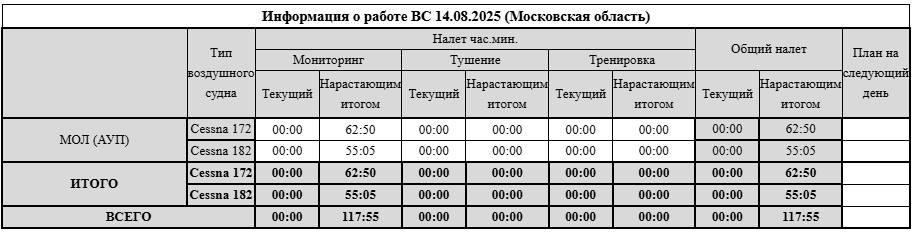 Информация о работе ВС 14.08.2025 (Московская область)
Тип воздушного судна Налет час.мин. Общий налет План на следующий день
Мониторинг Тушение Тренировка
Текущий Нарастающим итогом Текущий Нарастающим итогом Текущий Нарастающим итогом Текущий Нарастающим итогом
МОЛ (АУП) Cessna 172 00:00 62:50 00:00 00:00 00:00 00:00 00:00 62:50
Cessna 182 00:00 55:05 00:00 00:00 00:00 00:00 00:00 55:05
ИТОГО Cessna 172 00:00 62:50 00:00 00:00 00:00 00:00 00:00 62:50
Cessna 182 00:00 55:05 00:00 00:00 00:00 00:00 00:00 55:05
ВСЕГО 00:00 117:55 00:00 00:00 00:00 00:00 00:00 117:55